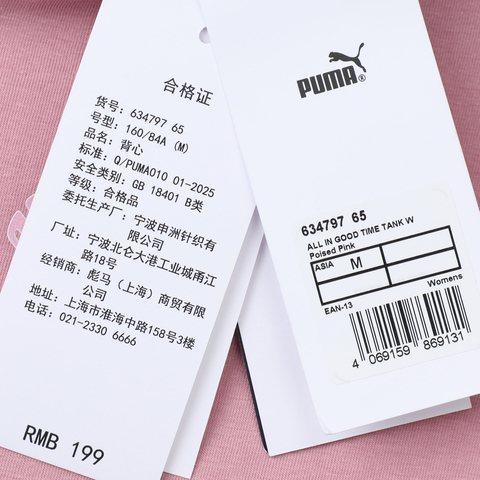 合格证
货号: 634797 65
号型: 160/84A (M)
品名: 背心
标准: Q/PUMA010 01-2025
安全类别: GB 18401 B类
等级: 合格品
委托生产厂: 宁波申洲针织有
限公司
厂址: 宁波北仑大港工业城甬江
路18号
经销商: 彪马（上海）商贸有限
公司
地址: 上海市淮海中路158号3楼
电话: 021-2330 6666
RMB 199
PUMA®
634797 65
ALL IN GOOD TIME TANK W
Poised Pink
ASIA M
Womens
EAN-13
4 069159 869131